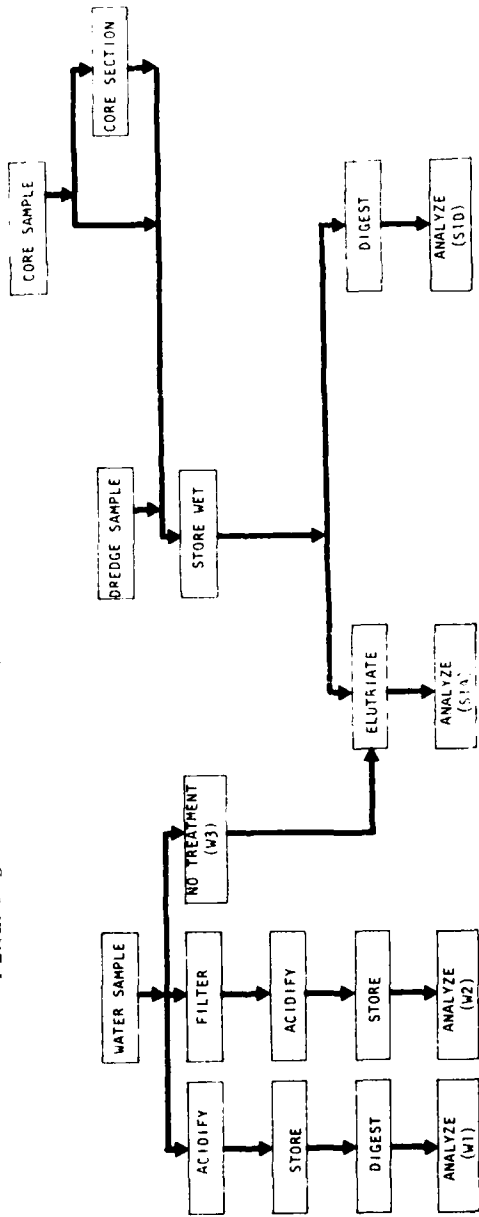 WATER SAMPLE
ACIDIFY
FILTER
NO TREATMENT
(W3)
STORE
ACIDIFY
DIGEST
STORE
ANALYZE
(W1)
ANALYZE
(W2)
DREDGE SAMPLE
CORE SAMPLE
CORE SECTION
STORE WET
ELUTRIATE
DIGEST
ANALYZE
(S1A)
ANALYZE
(S1D)